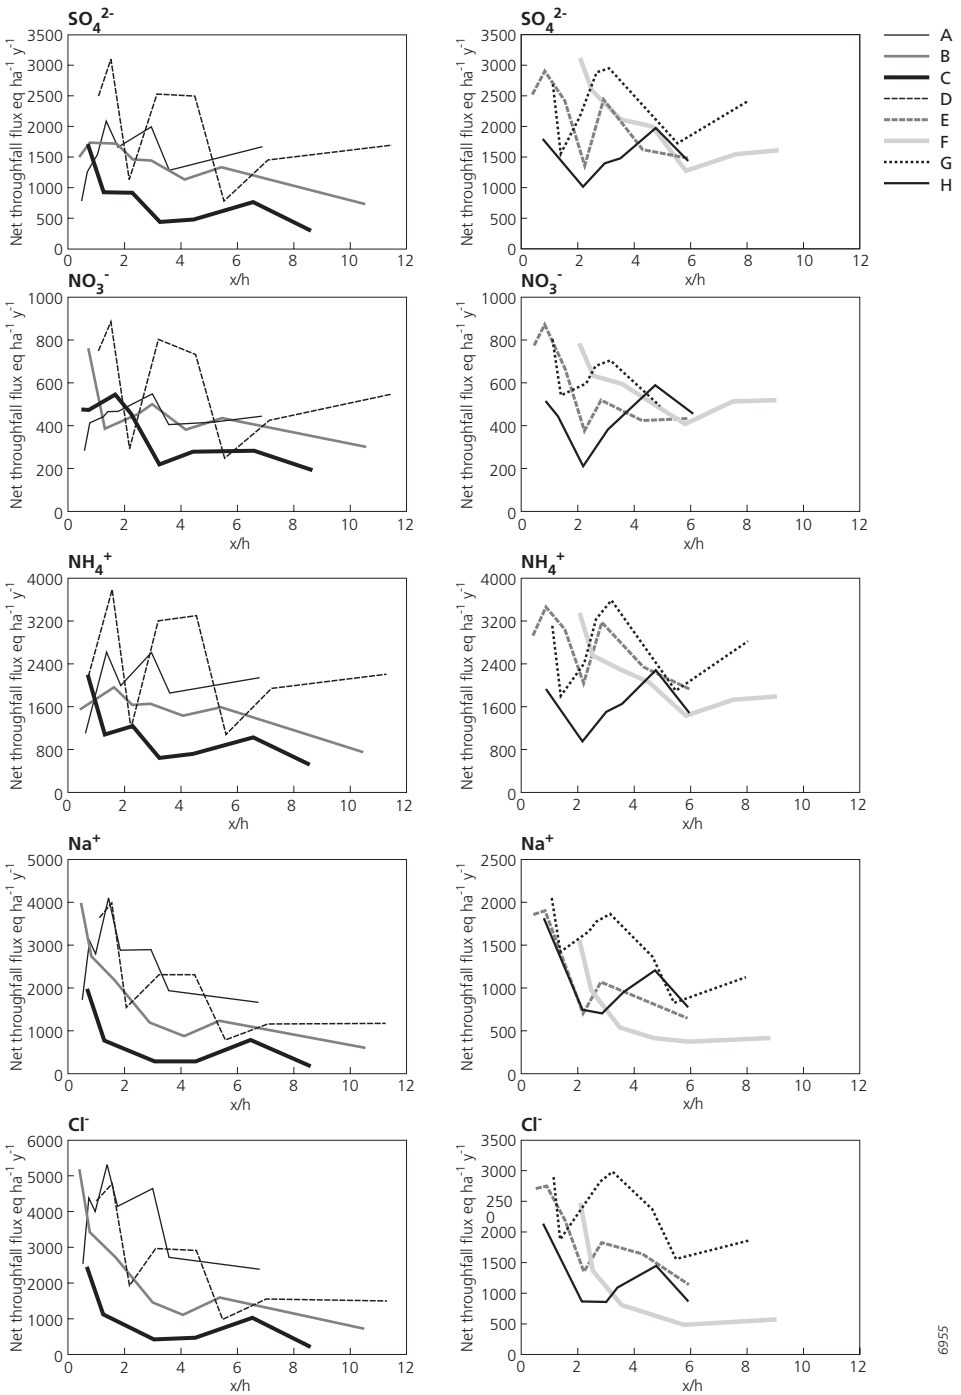 SO₄²⁻
Net throughfall flux eq ha⁻¹ y⁻¹
3500
3000
2500
2000
1500
1000
500
0
0 2 4 6 8 10 12
x/h
SO₄²⁻
Net throughfall flux eq ha⁻¹ y⁻¹
3500
3000
2500
2000
1500
1000
500
0
0 2 4 6 8 10 12
x/h
A
B
C
D
E
F
G
H
NO₃⁻
Net throughfall flux eq ha⁻¹ y⁻¹
1000
800
600
400
200
0
0 2 4 6 8 10 12
x/h
NO₃⁻
Net throughfall flux eq ha⁻¹ y⁻¹
1000
800
600
400
200
0
0 2 4 6 8 10 12
x/h
NH₄⁺
Net throughfall flux eq ha⁻¹ y⁻¹
4000
3200
2400
1600
800
0
0 2 4 6 8 10 12
x/h
NH₄⁺
Net throughfall flux eq ha⁻¹ y⁻¹
4000
3200
2400
1600
800
0
0 2 4 6 8 10 12
x/h
Na⁺
Net throughfall flux eq ha⁻¹ y⁻¹
5000
4000
3000
2000
1000
0
0 2 4 6 8 10 12
x/h
Na⁺
Net throughfall flux eq ha⁻¹ y⁻¹
2500
2000
1500
1000
500
0
0 2 4 6 8 10 12
x/h
Cl⁻
Net throughfall flux eq ha⁻¹ y⁻¹
6000
5000
4000
3000
2000
1000
0
0 2 4 6 8 10 12
x/h
Cl⁻
Net throughfall flux eq ha⁻¹ y⁻¹
3500
3000
250
0
2000
1500
1000
500
0
0 2 4 6 8 10 12
x/h
6955